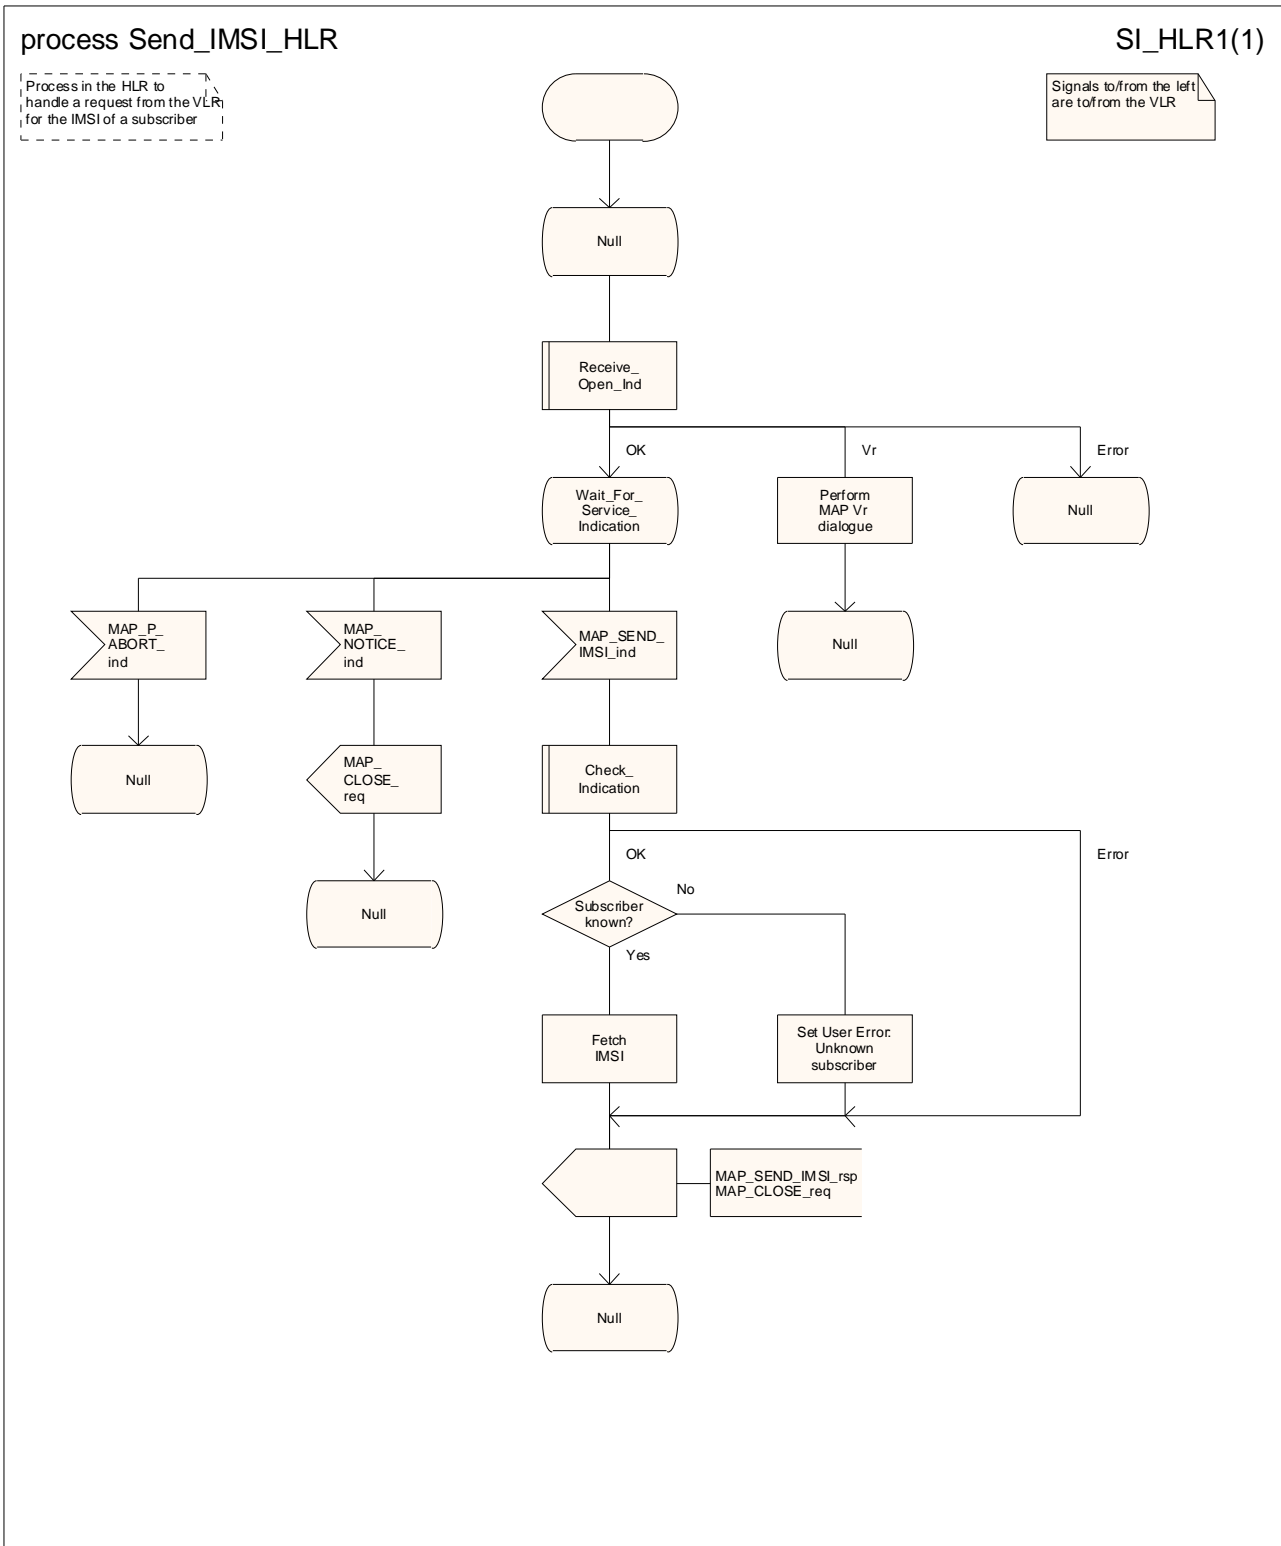 process Send_IMSI_HLR
SI_HLR1(1)
Process in the HLR to
handle a request from the VLR
for the IMSI of a subscriber
Signals to/from the left
are to/from the VLR
Null
Receive_
Open_Ind
OK
Vr
Error
Wait_For_
Service_
Indication
Perform
MAP Vr
dialogue
Null
MAP_P_
ABORT_
ind
MAP_
NOTICE_
ind
MAP_SEND_
IMSI_ind
Null
Null
MAP_
CLOSE_
req
Check_
Indication
OK
Error
Null
Subscriber
known?
No
Yes
Fetch
IMSI
Set User Error:
Unknown
subscriber
MAP_SEND_IMSI_rsp
MAP_CLOSE_req
Null